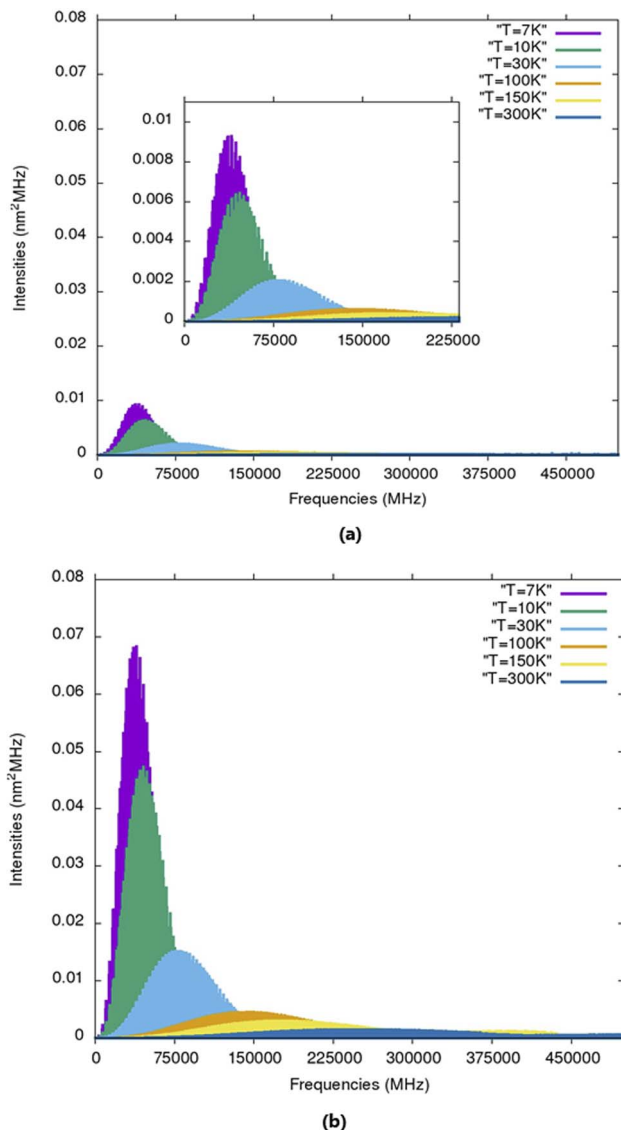 0.08
0.07
0.06
0.05
0.04
0.03
0.02
0.01
0
Intensities (nm²MHz)
"T=7K"
"T=10K"
"T=30K"
"T=100K"
"T=150K"
"T=300K"
0.01
0.008
0.006
0.004
0.002
0
0 75000 150000 225000
0 75000 150000 225000 300000 375000 450000
Frequencies (MHz)
(a)
0.08
0.07
0.06
0.05
0.04
0.03
0.02
0.01
0
Intensities (nm²MHz)
"T=7K"
"T=10K"
"T=30K"
"T=100K"
"T=150K"
"T=300K"
0 75000 150000 225000 300000 375000 450000
Frequencies (MHz)
(b)